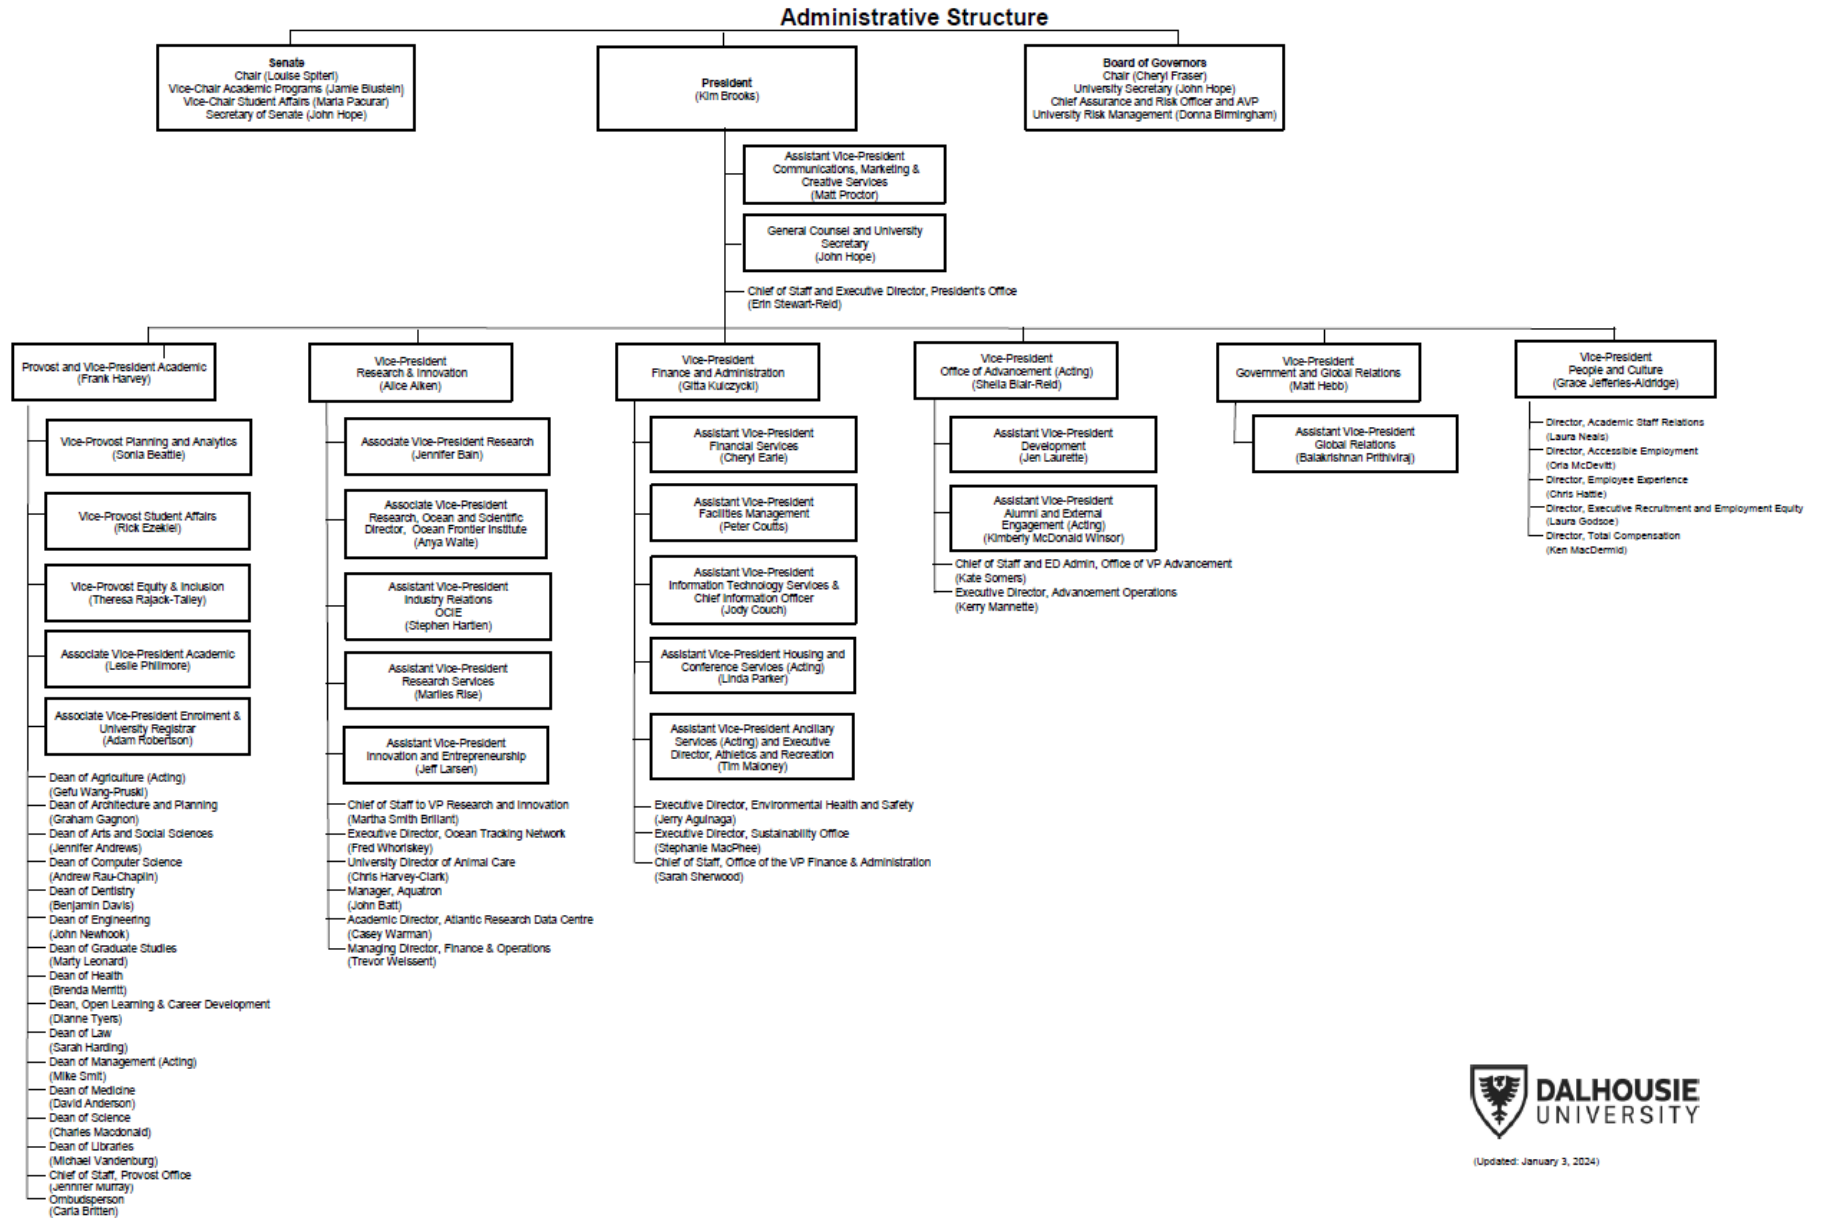 Administrative Structure
Senate
Chair (Louise Spiteri)
Vice-Chair Academic Programs (Jamie Blustein)
Vice-Chair Student Affairs (Maria Pacurar)
Secretary of Senate (John Hope)
President
(Kim Brooks)
Board of Governors
Chair (Cheryl Fraser)
University Secretary (John Hope)
Chief Assurance and Risk Officer and AVP
University Risk Management (Donna Birmingham)
Assistant Vice-President
Communications, Marketing &
Creative Services
(Matt Proctor)
General Counsel and University
Secretary
(John Hope)
Chief of Staff and Executive Director, President's Office
(Erin Stewart-Reid)
Provost and Vice-President Academic
(Frank Harvey)
Vice-Provost Planning and Analytics
(Sonia Beattie)
Vice-Provost Student Affairs
(Rick Ezekiel)
Vice-Provost Equity & Inclusion
(Theresa Rajack-Talley)
Associate Vice-President Academic
(Leslie Phillmore)
Associate Vice-President Enrolment &
University Registrar
(Adam Robertson)
Dean of Agriculture (Acting)
(Gefu Wang-Pruski)
Dean of Architecture and Planning
(Graham Gagnon)
Dean of Arts and Social Sciences
(Jennifer Andrews)
Dean of Computer Science
(Andrew Rau-Chaplin)
Dean of Dentistry
(Benjamin Davis)
Dean of Engineering
(John Newhook)
Dean of Graduate Studies
(Marty Leonard)
Dean of Health
(Brenda Merritt)
Dean, Open Learning & Career Development
(Dianne Tyers)
Dean of Law
(Sarah Harding)
Dean of Management (Acting)
(Mike Smit)
Dean of Medicine
(David Anderson)
Dean of Science
(Charles Macdonald)
Dean of Libraries
(Michael Vandenburg)
Chief of Staff, Provost Office
(Jennifer Murray)
Ombudsperson
(Carla Britten)
Vice-President
Research & Innovation
(Alice Aiken)
Associate Vice-President Research
(Jennifer Bain)
Associate Vice-President
Research, Ocean and Scientific
Director, Ocean Frontier Institute
(Anya Waite)
Assistant Vice-President
Industry Relations
OCIE
(Stephen Hartlen)
Assistant Vice-President
Research Services
(Marlies Rise)
Assistant Vice-President
Innovation and Entrepreneurship
(Jeff Larsen)
Chief of Staff to VP Research and Innovation
(Martha Smith Brillant)
Executive Director, Ocean Tracking Network
(Fred Whoriskey)
University Director of Animal Care
(Chris Harvey-Clark)
Manager, Aquatron
(John Batt)
Academic Director, Atlantic Research Data Centre
(Casey Warman)
Managing Director, Finance & Operations
(Trevor Weissent)
Vice-President
Finance and Administration
(Gitta Kulczycki)
Assistant Vice-President
Financial Services
(Cheryl Earle)
Assistant Vice-President
Facilities Management
(Peter Coutts)
Assistant Vice-President
Information Technology Services &
Chief Information Officer
(Jody Couch)
Assistant Vice-President Housing and
Conference Services (Acting)
(Linda Parker)
Assistant Vice-President Ancillary
Services (Acting) and Executive
Director, Athletics and Recreation
(Tim Maloney)
Executive Director, Environmental Health and Safety
(Jerry Aguinaga)
Executive Director, Sustainability Office
(Stephanie MacPhee)
Chief of Staff, Office of the VP Finance & Administration
(Sarah Sherwood)
Vice-President
Office of Advancement (Acting)
(Sheila Blair-Reid)
Assistant Vice-President
Development
(Jen Laurette)
Assistant Vice-President
Alumni and External
Engagement (Acting)
(Kimberly McDonald Winsor)
Chief of Staff and ED Admin, Office of VP Advancement
(Kate Somers)
Executive Director, Advancement Operations
(Kerry Mannette)
Vice-President
Government and Global Relations
(Matt Hebb)
Assistant Vice-President
Global Relations
(Balakrishnan Prithiviraj)
Vice-President
People and Culture
(Grace Jefferies-Aldridge)
Director, Academic Staff Relations
(Laura Neals)
Director, Accessible Employment
(Orla McDevitt)
Director, Employee Experience
(Chris Hattie)
Director, Executive Recruitment and Employment Equity
(Laura Godsoe)
Director, Total Compensation
(Ken MacDermid)
DALHOUSIE
UNIVERSITY
(Updated: January 3, 2024)